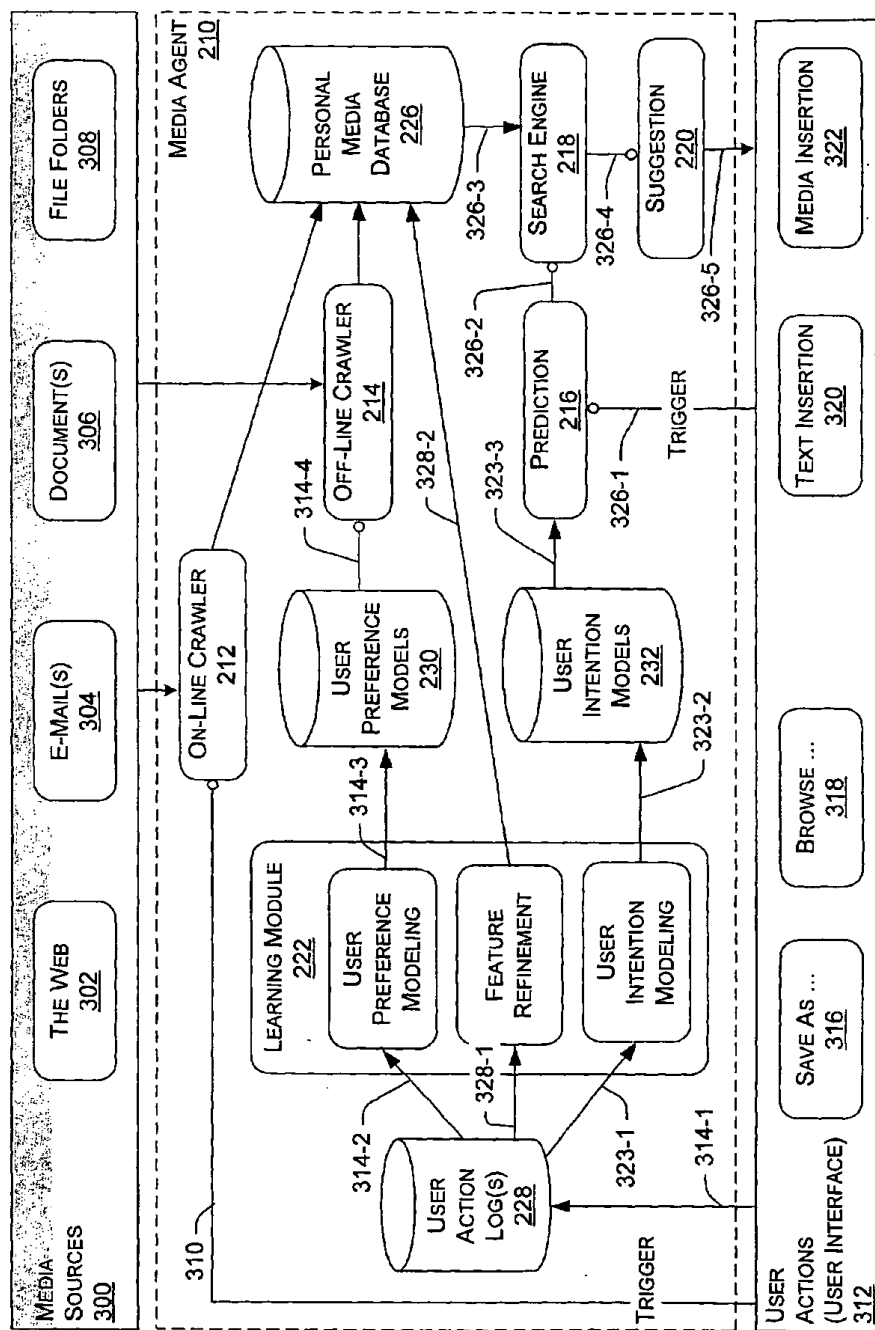 MEDIA
SOURCES
300
THE WEB
302
E-MAIL(S)
304
DOCUMENT(S)
306
FILE FOLDERS
308
MEDIA AGENT
210
310
ON-LINE CRAWLER
212
314-4
OFF-LINE CRAWLER
214
PERSONAL
MEDIA
DATABASE
226
LEARNING MODULE
222
314-3
USER
PREFERENCE
MODELS
230
328-2
314-2
USER
PREFERENCE
MODELING
326-3
USER
ACTION
LOG(S)
228
328-1
FEATURE
REFINEMENT
326-2
SEARCH ENGINE
218
323-3
PREDICTION
216
326-4
323-1
USER
INTENTION
MODELING
USER
INTENTION
MODELS
232
SUGGESTION
220
314-1
323-2
326-1
326-5
TRIGGER
TRIGGER
USER
ACTIONS
(USER INTERFACE)
312
SAVE AS ...
316
BROWSE ...
318
TEXT INSERTION
320
MEDIA INSERTION
322